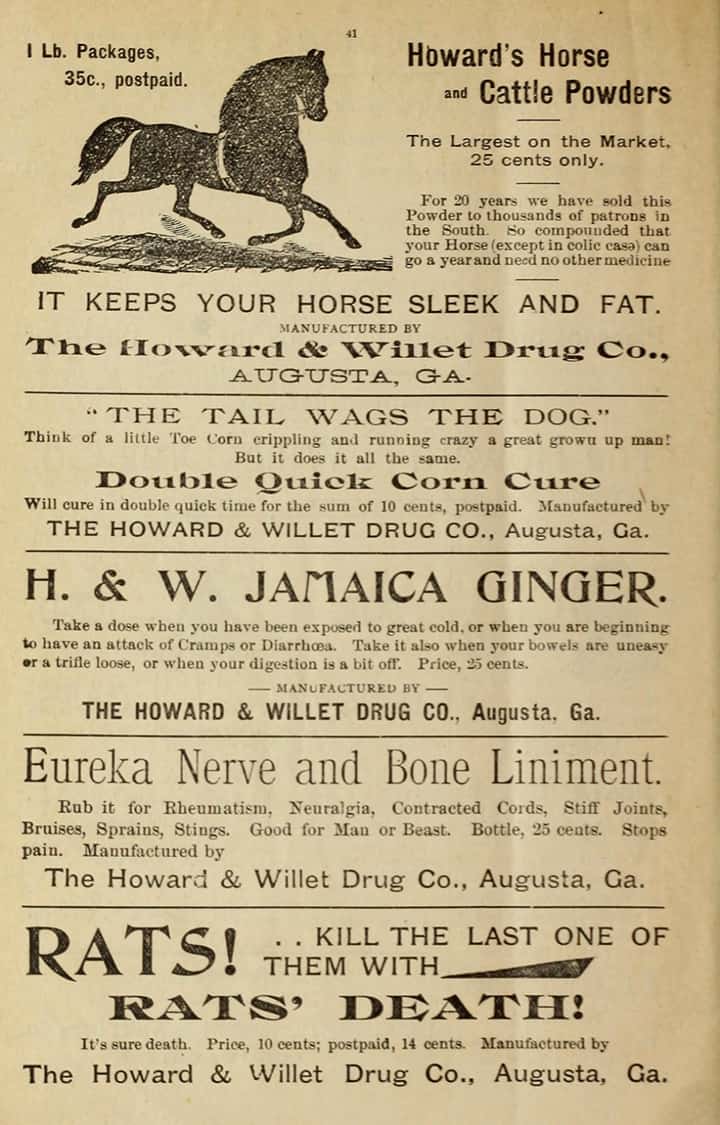 41
1 Lb. Packages,
35c., postpaid.
Howard's Horse
and Cattle Powders
The Largest on the Market,
25 cents only.
For 20 years we have sold this
Powder to thousands of patrons in
the South. So compounded that
your Horse (except in colic case) can
go a year and need no other medicine
IT KEEPS YOUR HORSE SLEEK AND FAT.
MANUFACTURED BY
The Howard & Willet Drug Co.,
AUGUSTA, GA.
"THE TAIL WAGS THE DOG."
Think of a little Toe Corn crippling and running crazy a great grown up man!
But it does it all the same.
Double Quick Corn Cure
Will cure in double quick time for the sum of 10 cents, postpaid. Manufactured by
THE HOWARD & WILLET DRUG CO., Augusta, Ga.
H. & W. JAMAICA GINGER.
Take a dose when you have been exposed to great cold, or when you are beginning
to have an attack of Cramps or Diarrhœa. Take it also when your bowels are uneasy
or a trifle loose, or when your digestion is a bit off. Price, 25 cents.
— MANUFACTURED BY —
THE HOWARD & WILLET DRUG CO., Augusta, Ga.
Eureka Nerve and Bone Liniment.
Rub it for Rheumatism, Neuralgia, Contracted Cords, Stiff Joints,
Bruises, Sprains, Stings. Good for Man or Beast. Bottle, 25 cents. Stops
pain. Manufactured by
The Howard & Willet Drug Co., Augusta, Ga.
RATS! . . KILL THE LAST ONE OF
THEM WITH
RATS' DEATH!
It's sure death. Price, 10 cents; postpaid, 14 cents. Manufactured by
The Howard & Willet Drug Co., Augusta, Ga.